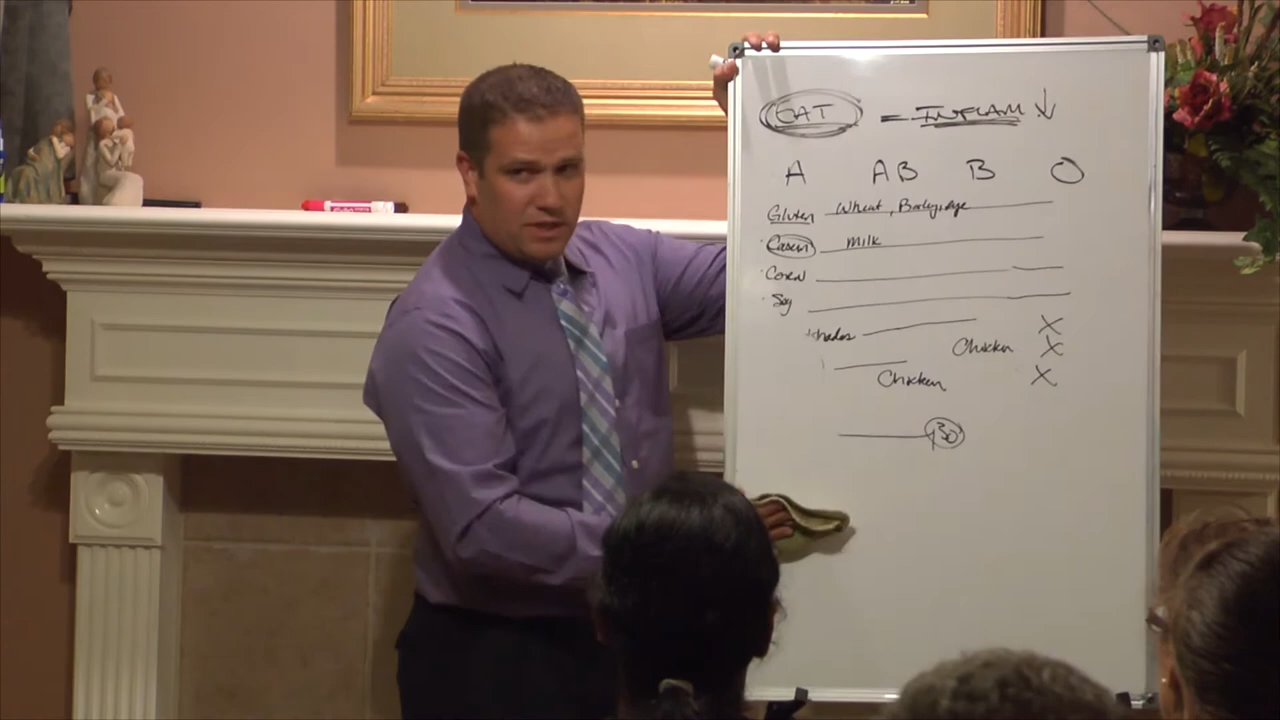 EAT = INFLAM ↓
A AB B O
Gluten Wheat, Barley, Rye
Casein milk
Corn
Soy
X
Chicken X
Chicken X
30